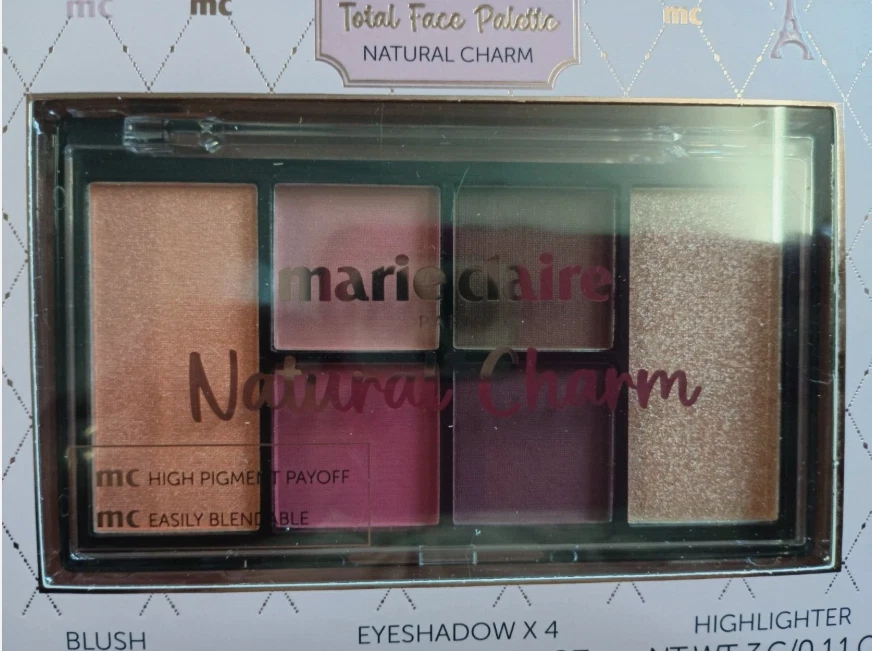 mc mc mc
Total Face Palette
NATURAL CHARM
marie claire
PARIS
Natural Charm
mc HIGH PIGMENT PAYOFF
mc EASILY BLENDABLE
BLUSH EYESHADOW X 4 HIGHLIGHTER